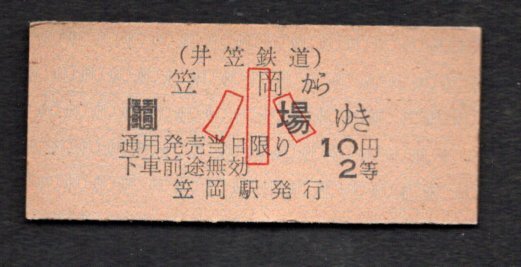 (井笠鉄道)
笠岡から
小
場 ゆき
通用発売当日限り 10円
下車前途無効 2等
笠岡駅発行